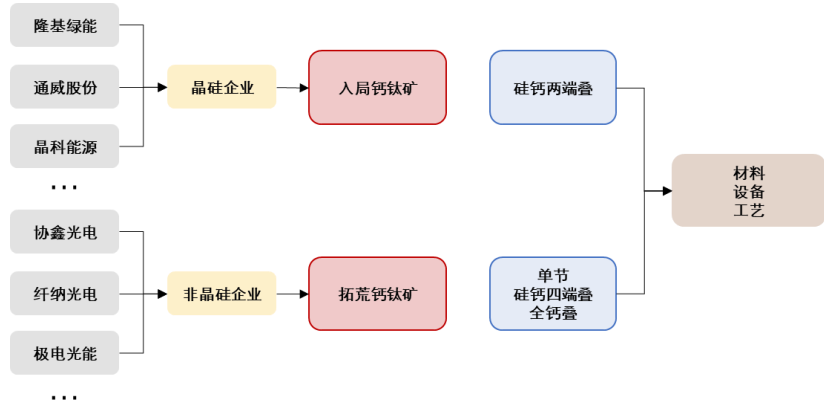 隆基绿能
通威股份
晶科能源
...
晶硅企业
入局钙钛矿
硅钙两端叠
协鑫光电
纤纳光电
极电光能
...
非晶硅企业
拓荒钙钛矿
单节
硅钙四端叠
全钙叠
材料
设备
工艺